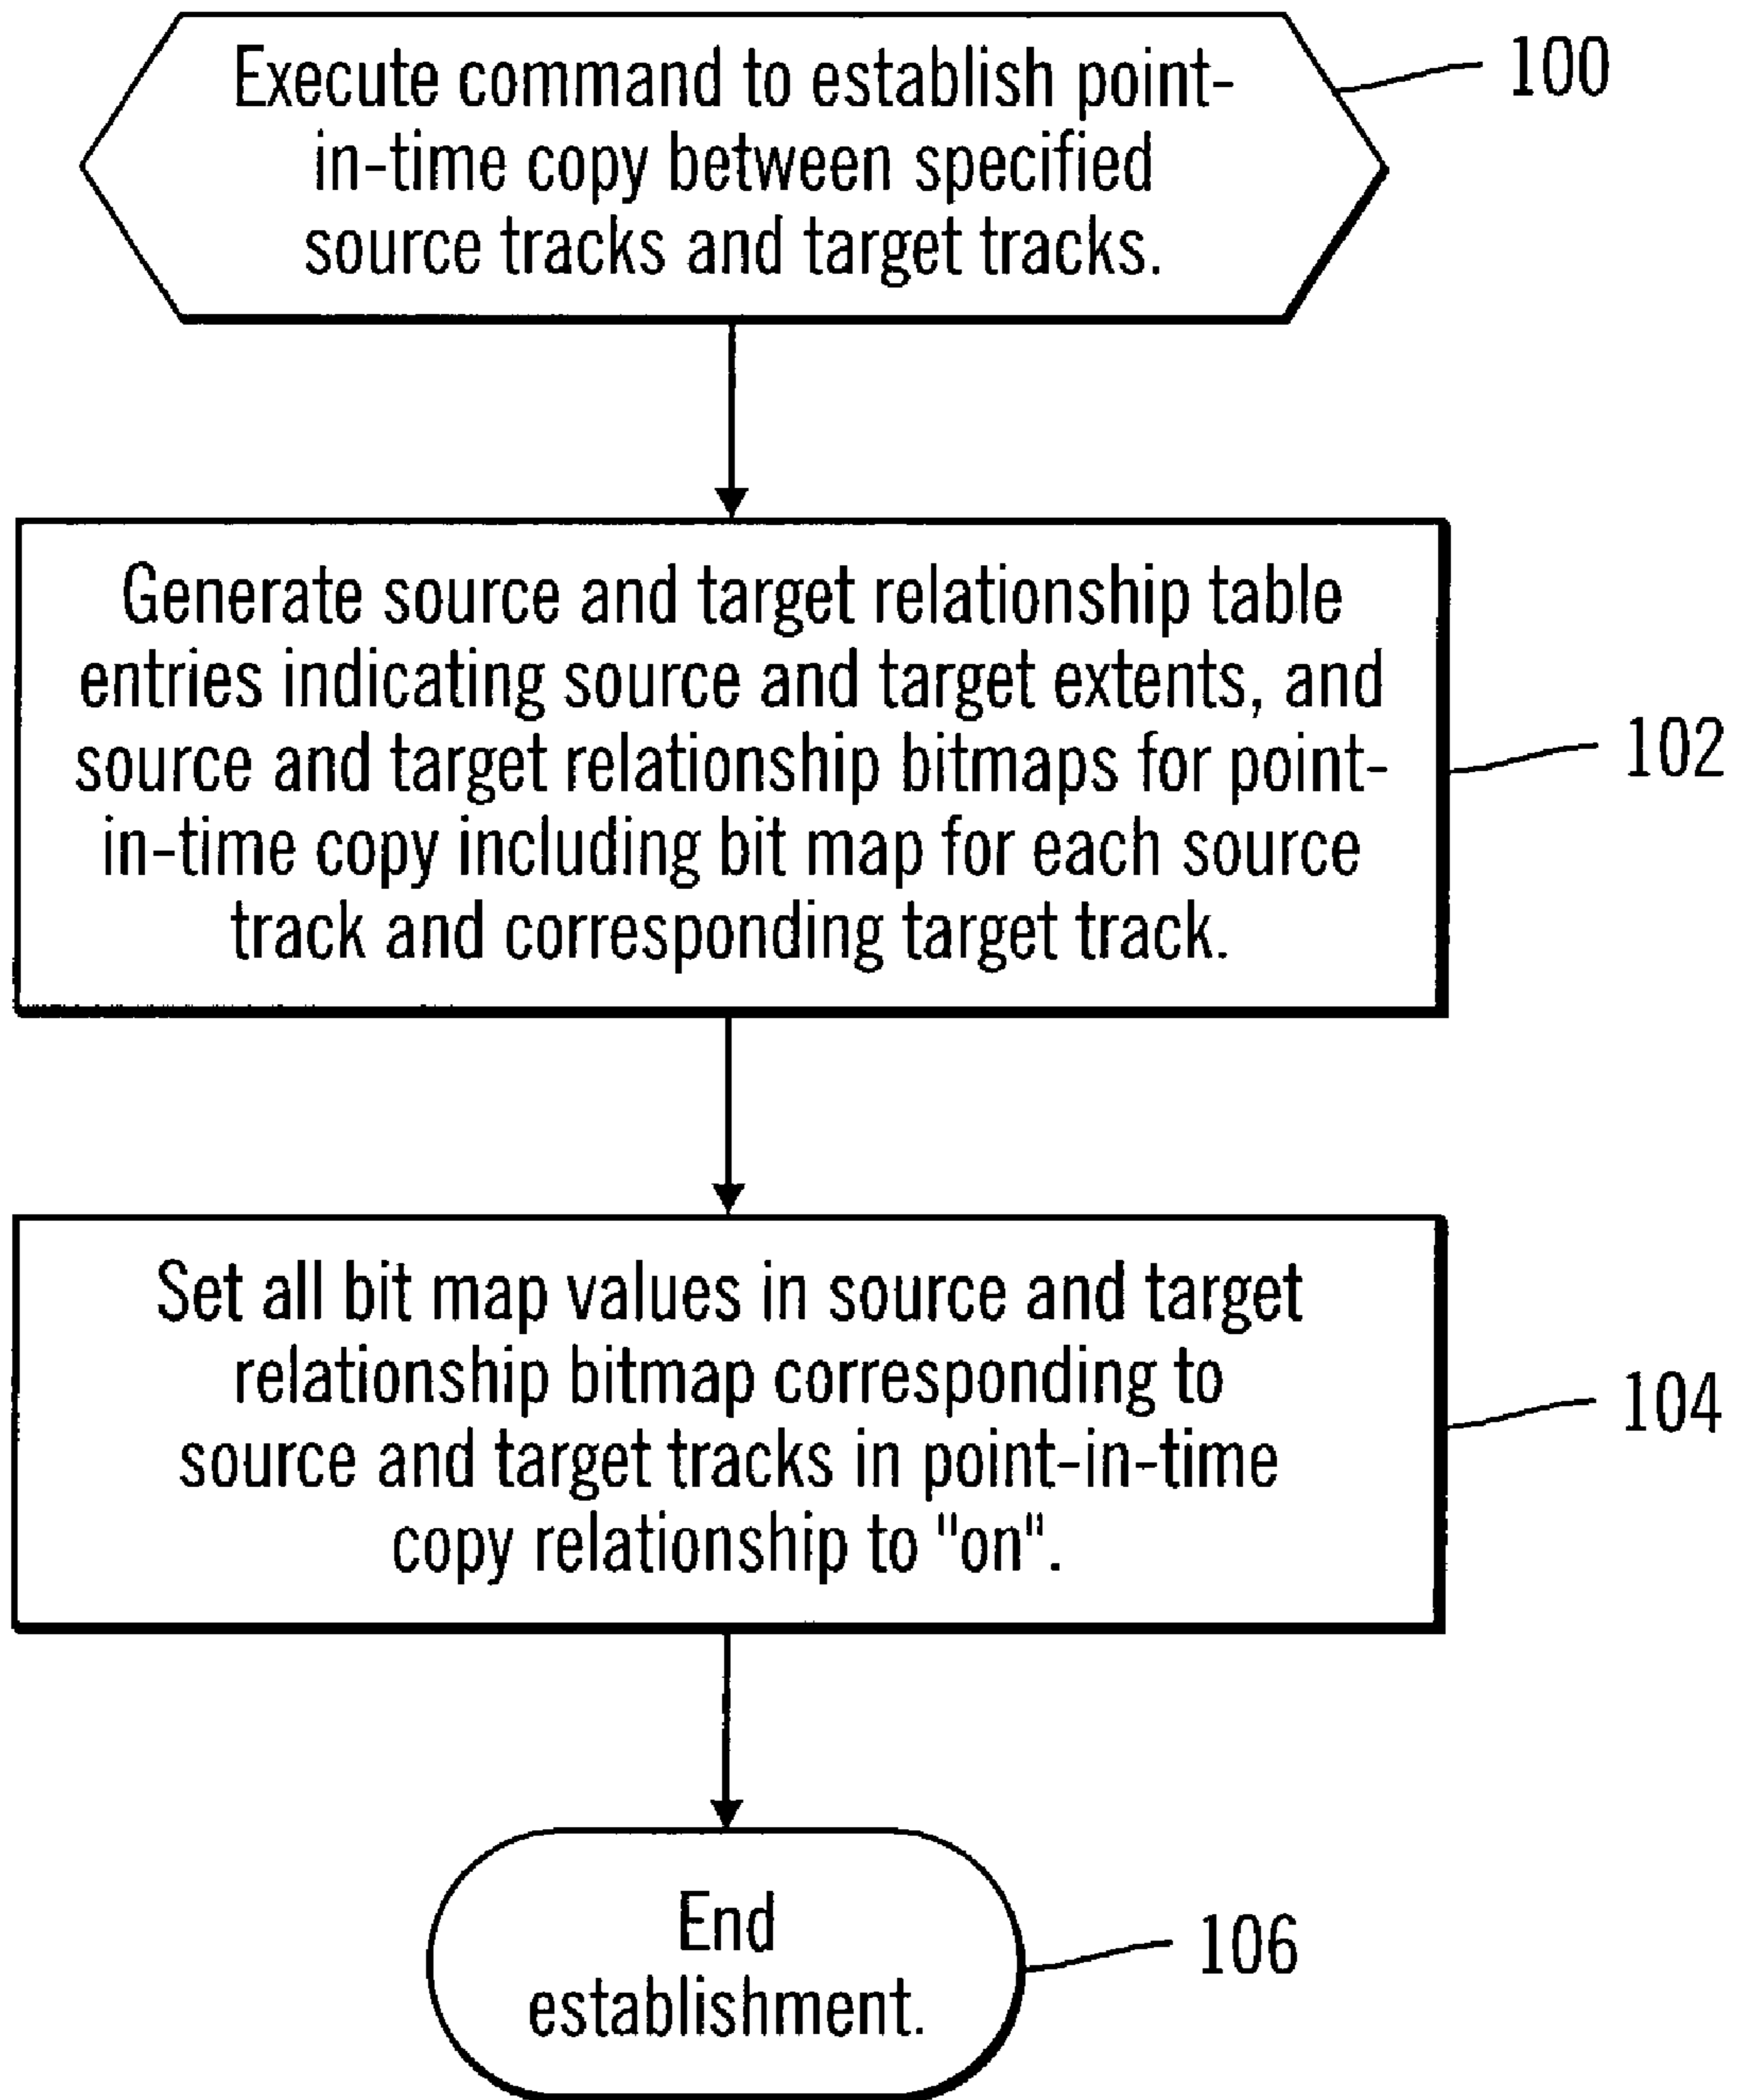 Execute command to establish point-
in-time copy between specified
source tracks and target tracks.
100
Generate source and target relationship table
entries indicating source and target extents, and
source and target relationship bitmaps for point-
in-time copy including bit map for each source
track and corresponding target track.
102
Set all bit map values in source and target
relationship bitmap corresponding to
source and target tracks in point-in-time
copy relationship to "on".
104
End
establishment.
106